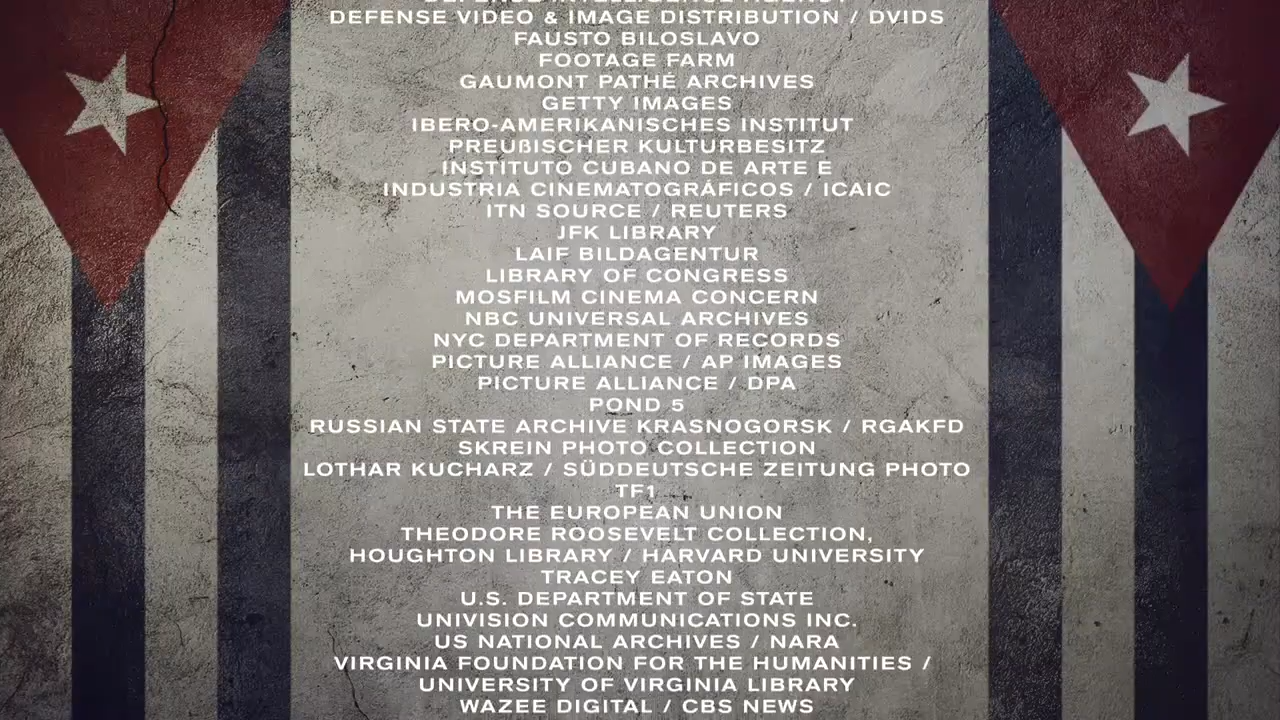 DEFENSE INTELLIGENCE AGENCY
DEFENSE VIDEO & IMAGE DISTRIBUTION / DVIDS
FAUSTO BILOSLAVO
FOOTAGE FARM
GAUMONT PATHÉ ARCHIVES
GETTY IMAGES
IBERO-AMERIKANISCHES INSTITUT
PREUßISCHER KULTURBESITZ
INSTITUTO CUBANO DE ARTE E
INDUSTRIA CINEMATOGRÁFICOS / ICAIC
ITN SOURCE / REUTERS
JFK LIBRARY
LAIF BILDAGENTUR
LIBRARY OF CONGRESS
MOSFILM CINEMA CONCERN
NBC UNIVERSAL ARCHIVES
NYC DEPARTMENT OF RECORDS
PICTURE ALLIANCE / AP IMAGES
PICTURE ALLIANCE / DPA
POND 5
RUSSIAN STATE ARCHIVE KRASNOGORSK / RGAKFD
SKREIN PHOTO COLLECTION
LOTHAR KUCHARZ / SÜDDEUTSCHE ZEITUNG PHOTO
TF1
THE EUROPEAN UNION
THEODORE ROOSEVELT COLLECTION,
HOUGHTON LIBRARY / HARVARD UNIVERSITY
TRACEY EATON
U.S. DEPARTMENT OF STATE
UNIVISION COMMUNICATIONS INC.
US NATIONAL ARCHIVES / NARA
VIRGINIA FOUNDATION FOR THE HUMANITIES /
UNIVERSITY OF VIRGINIA LIBRARY
WAZEE DIGITAL / CBS NEWS